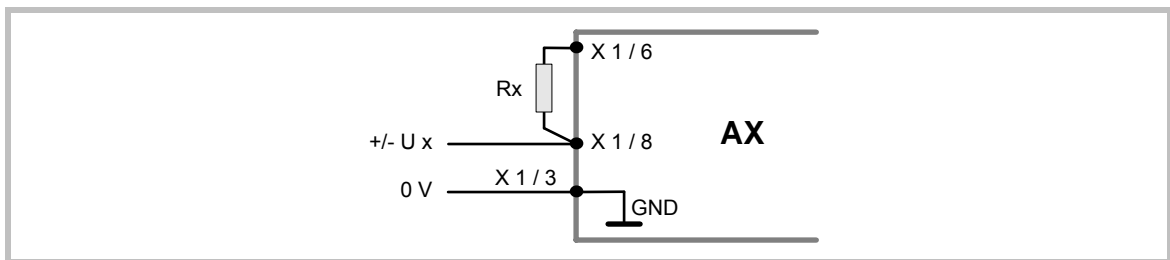 X 1 / 6
Rx
+/- U x
X 1 / 8
AX
0 V
X 1 / 3
GND